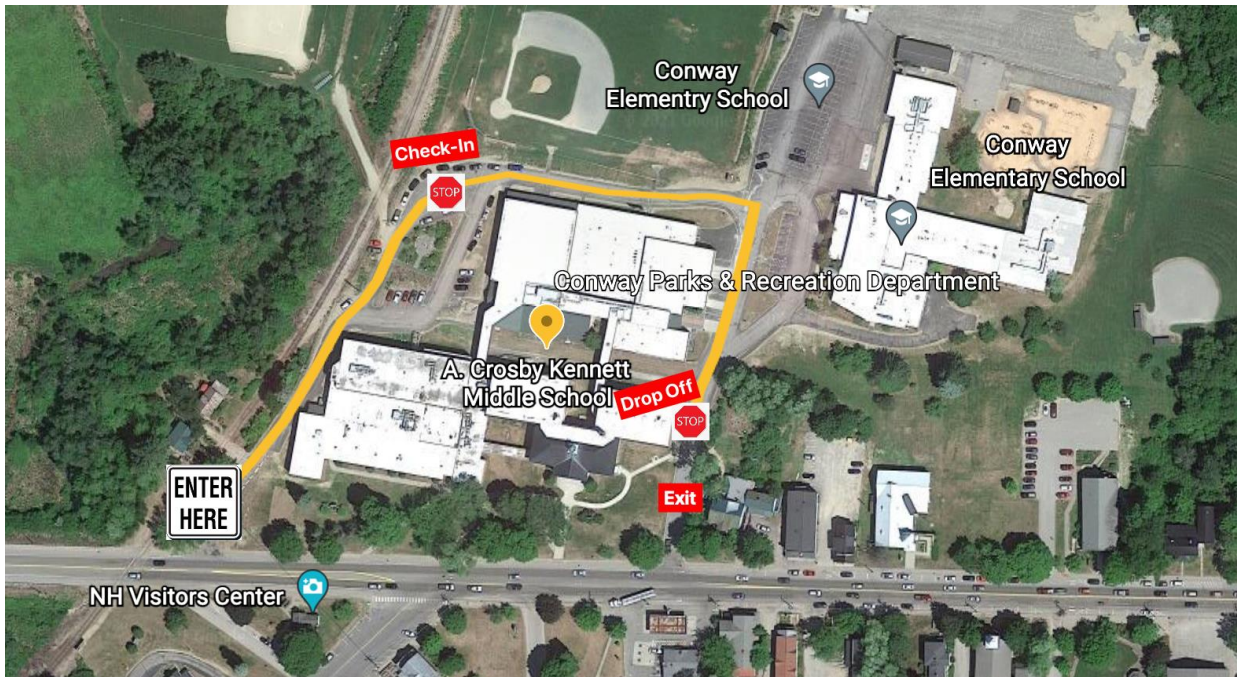 Conway
Elementry School
Check-In
STOP
Conway
Elementary School
Conway Parks & Recreation Department
A. Crosby Kennett
Middle School
Drop Off
STOP
ENTER
HERE
Exit
NH Visitors Center